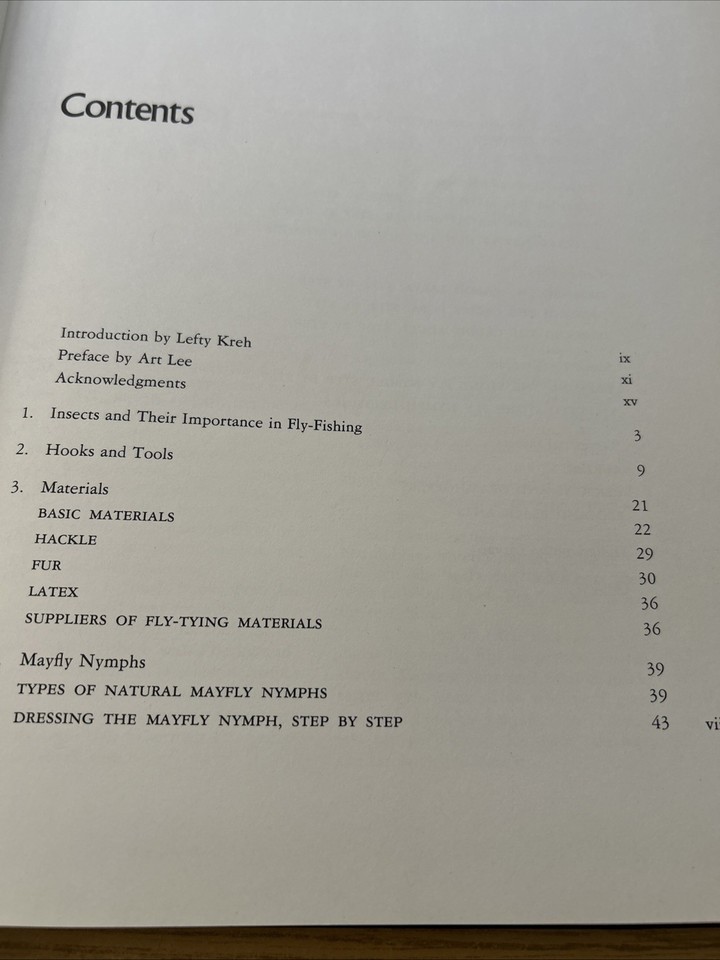 Contents
Introduction by Lefty Kreh ix
Preface by Art Lee xi
Acknowledgments xv
1. Insects and Their Importance in Fly-Fishing 3
2. Hooks and Tools 9
3. Materials 21
BASIC MATERIALS 22
HACKLE 29
FUR 30
LATEX 36
SUPPLIERS OF FLY-TYING MATERIALS 36
Mayfly Nymphs 39
TYPES OF NATURAL MAYFLY NYMPHS 39
DRESSING THE MAYFLY NYMPH, STEP BY STEP 43